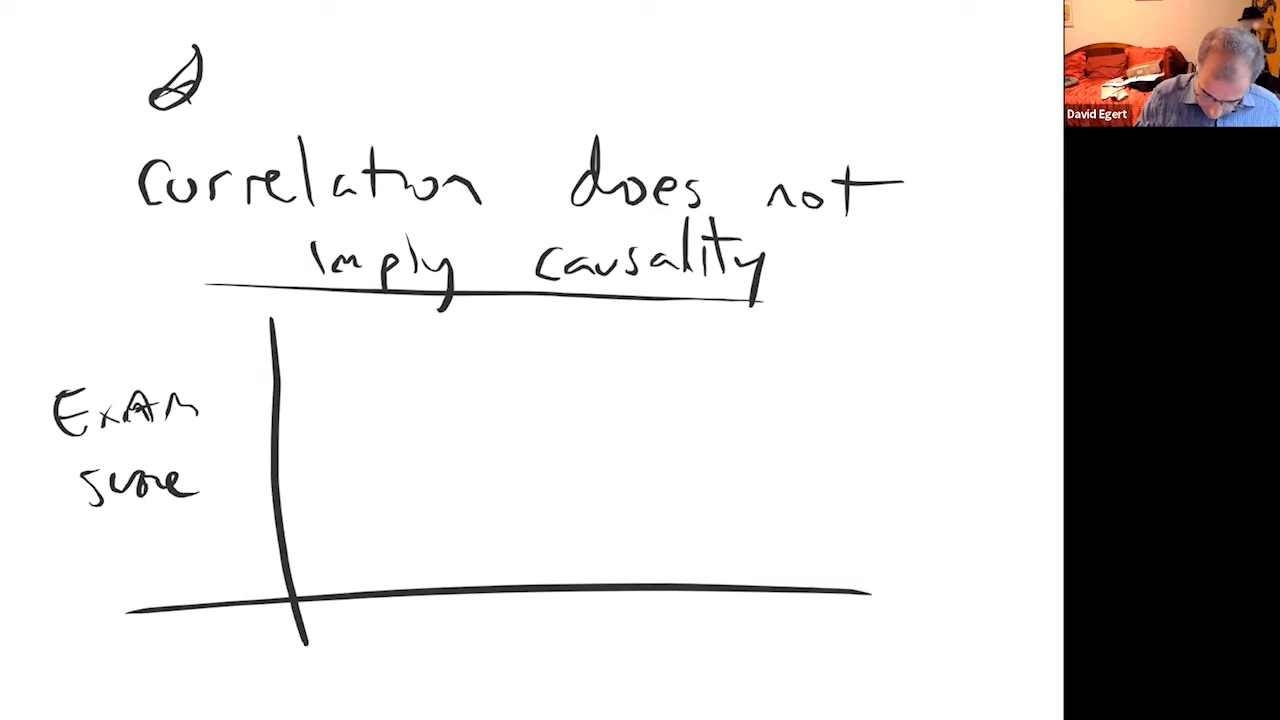 correlation does not
imply causality
Exam
score
David Egert